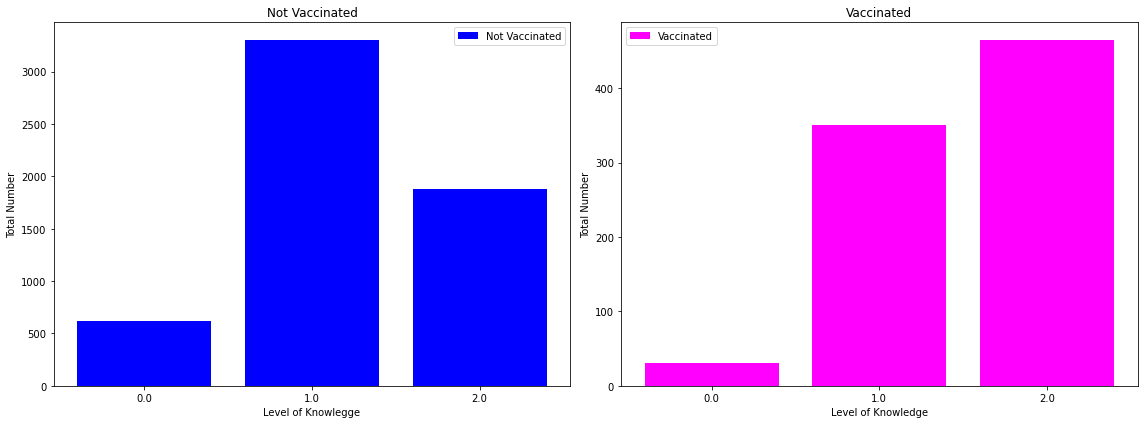 Not Vaccinated
Not Vaccinated
Total Number
3000
2500
2000
1500
1000
500
0
0.0 1.0 2.0
Level of Knowlegge
Vaccinated
Vaccinated
Total Number
400
300
200
100
0
0.0 1.0 2.0
Level of Knowledge